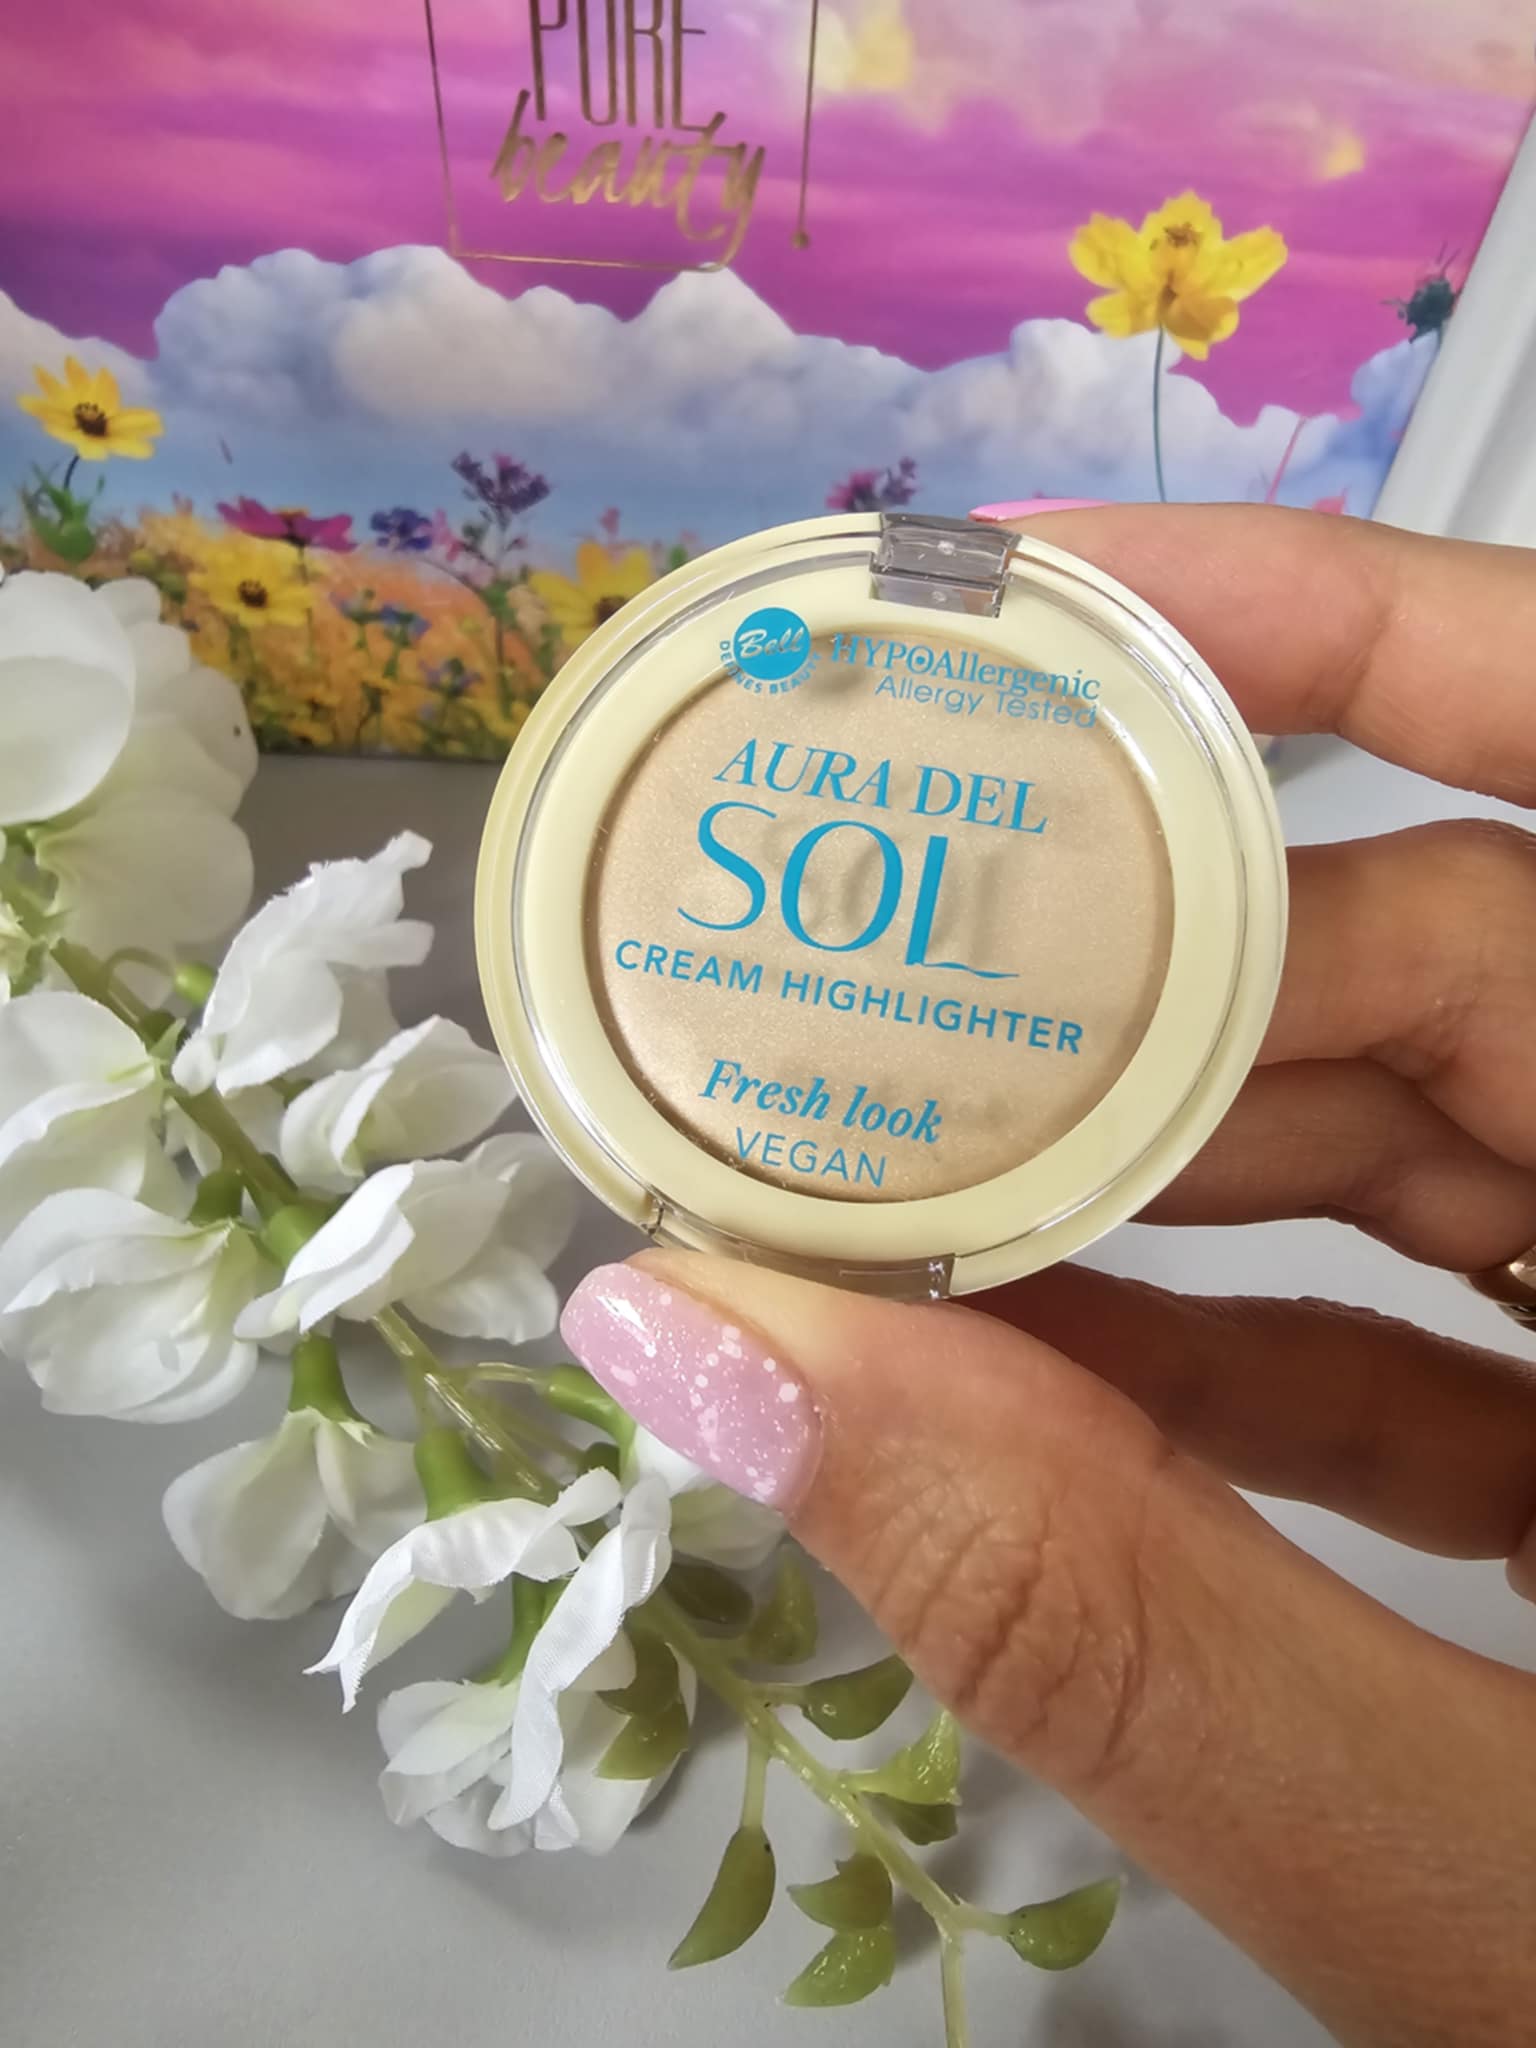 PURE
beauty
Bell
DEFINES BEAUTY
HYPOAllergenic
Allergy Tested
AURA DEL
SOL
CREAM HIGHLIGHTER
Fresh look
VEGAN